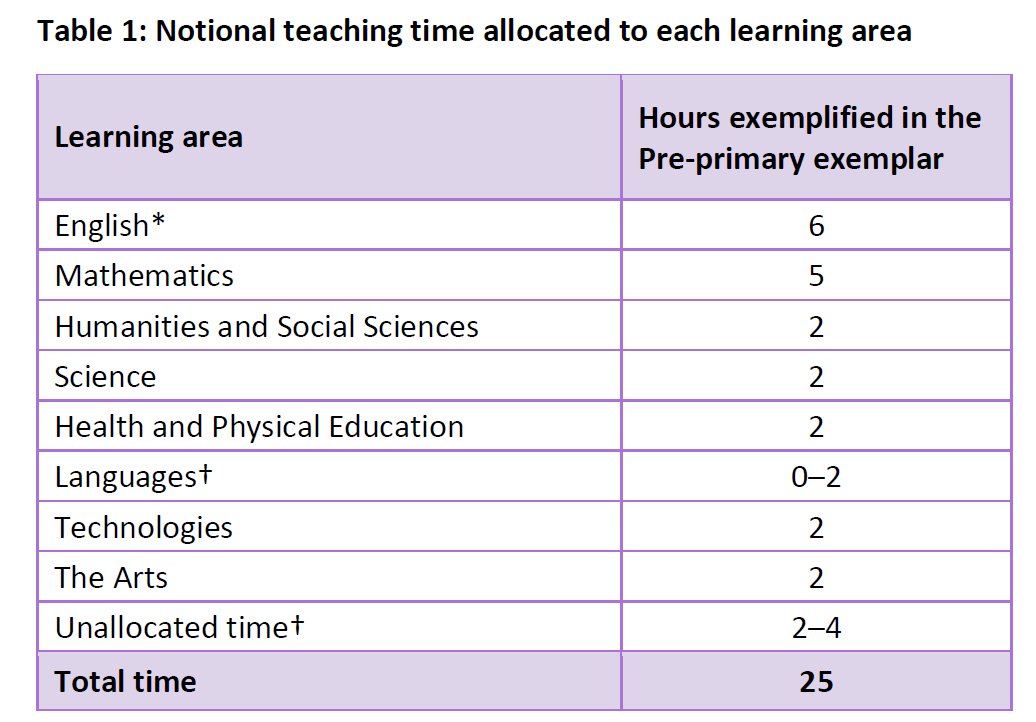 Table 1: Notional teaching time allocated to each learning area
Learning area
Hours exemplified in the
Pre-primary exemplar
English* 6
Mathematics 5
Humanities and Social Sciences 2
Science 2
Health and Physical Education 2
Languages† 0–2
Technologies 2
The Arts 2
Unallocated time† 2–4
Total time 25